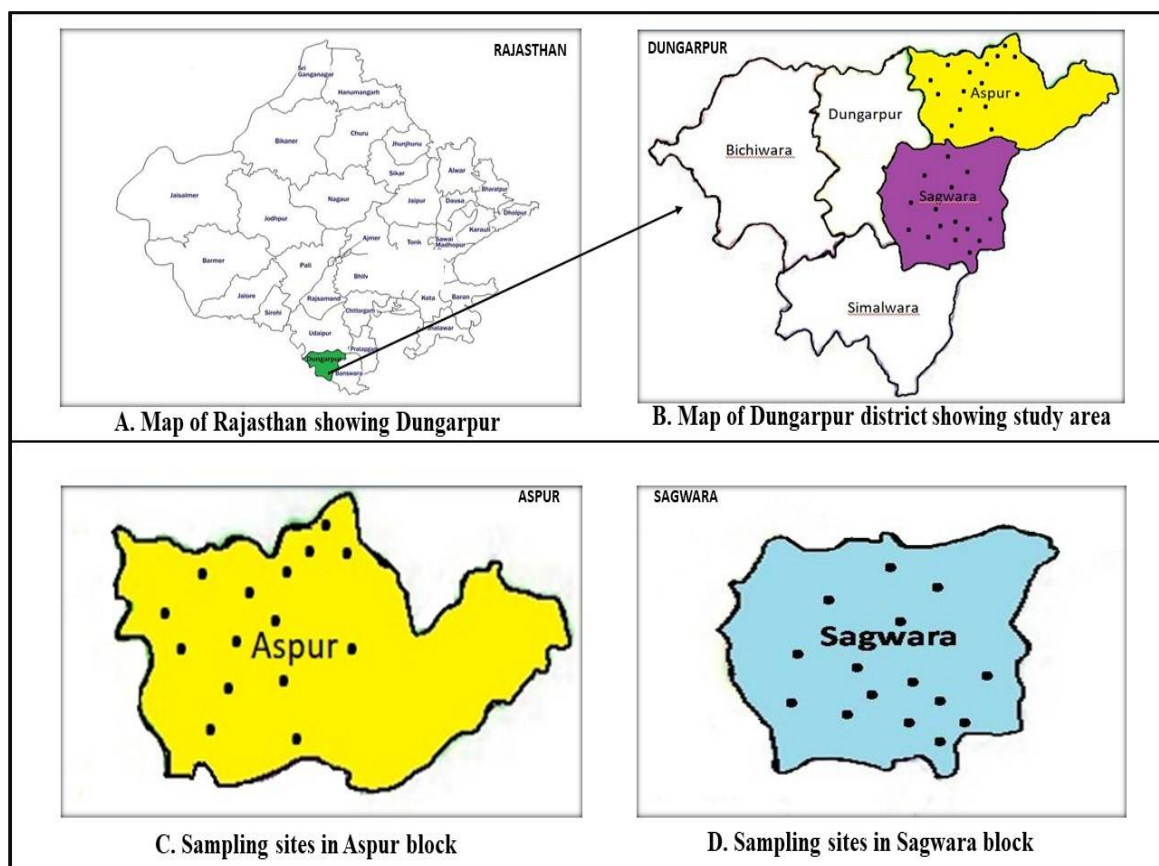 RAJASTHAN
Sri
Ganganagar
Hanumangarh
Bikaner
Churu
Jhunjhunu
Sikar
Alwar
Jaisalmer
Nagaur
Jaipur
Dausa
Bharatpur
Jodhpur
Dholpur
Karauli
Ajmer
Tonk
Sawai
Madhopur
Barmer
Pali
Bhilv
Jalore
Rajsamand
Kota
Baran
Sirohi
Chittorgarh
Udaipur
Pratapgarh
Dungarpur
Banswara
A. Map of Rajasthan showing Dungarpur
DUNGARPUR
Aspur
Dungarpur
Bichiwara
Sagwara
Simalwara
B. Map of Dungarpur district showing study area
ASPUR
Aspur
C. Sampling sites in Aspur block
SAGWARA
Sagwara
D. Sampling sites in Sagwara block